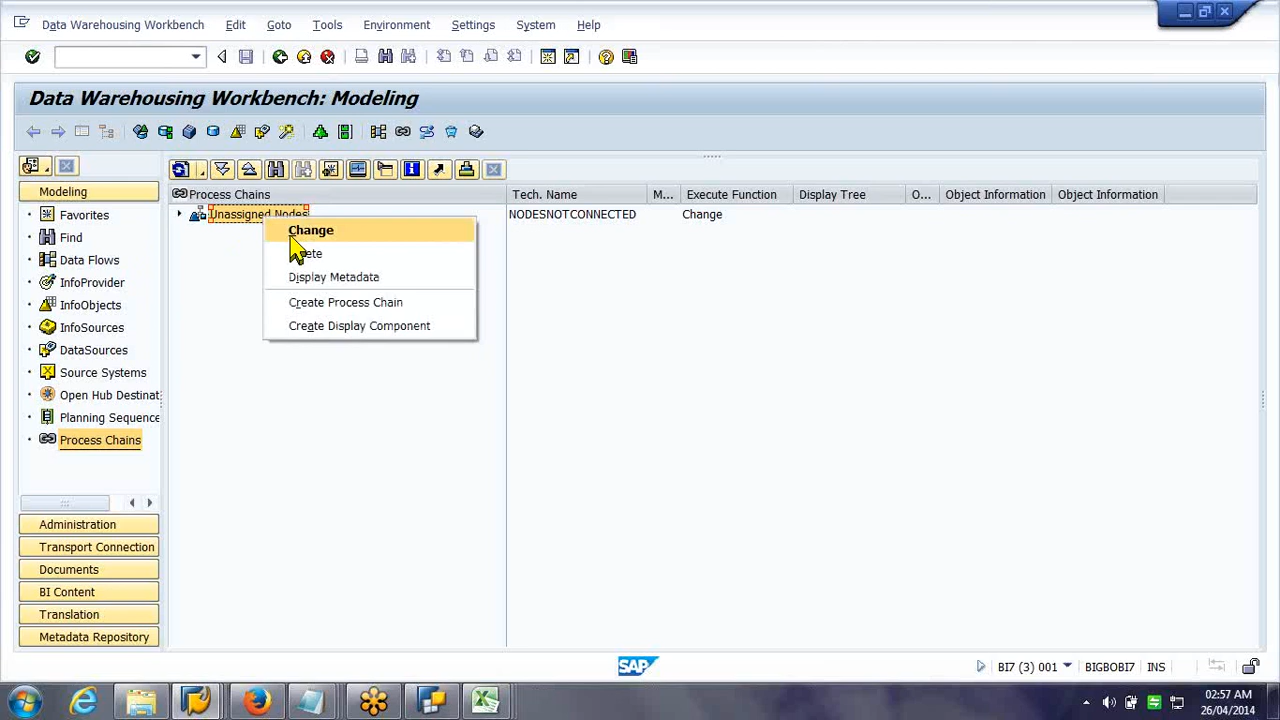 Data Warehousing Workbench Edit Goto Tools Environment Settings System Help
Data Warehousing Workbench: Modeling
Modeling
Favorites
Find
Data Flows
InfoProvider
InfoObjects
InfoSources
DataSources
Source Systems
Open Hub Destinat
Planning Sequence
Process Chains
Administration
Transport Connection
Documents
BI Content
Translation
Metadata Repository
Process Chains Tech. Name M... Execute Function Display Tree O... Object Information Object Information
Unassigned Nodes NODESNOTCONNECTED Change
Change
Display Metadata
Create Process Chain
Create Display Component
SAP BI7 (3) 001 BIGBOBI7 INS
02:57 AM
26/04/2014